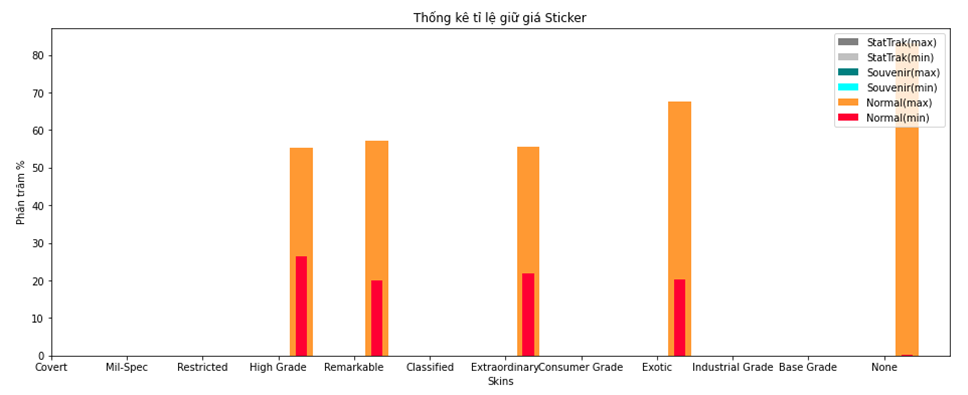 Thống kê tỉ lệ giữ giá Sticker
StatTrak(max)
StatTrak(min)
Souvenir(max)
Souvenir(min)
Normal(max)
Normal(min)
Phần trăm %
80
70
60
50
40
30
20
10
0
Covert Mil-Spec Restricted High Grade Remarkable Classified Extraordinary Consumer Grade Exotic Industrial Grade Base Grade None
Skins